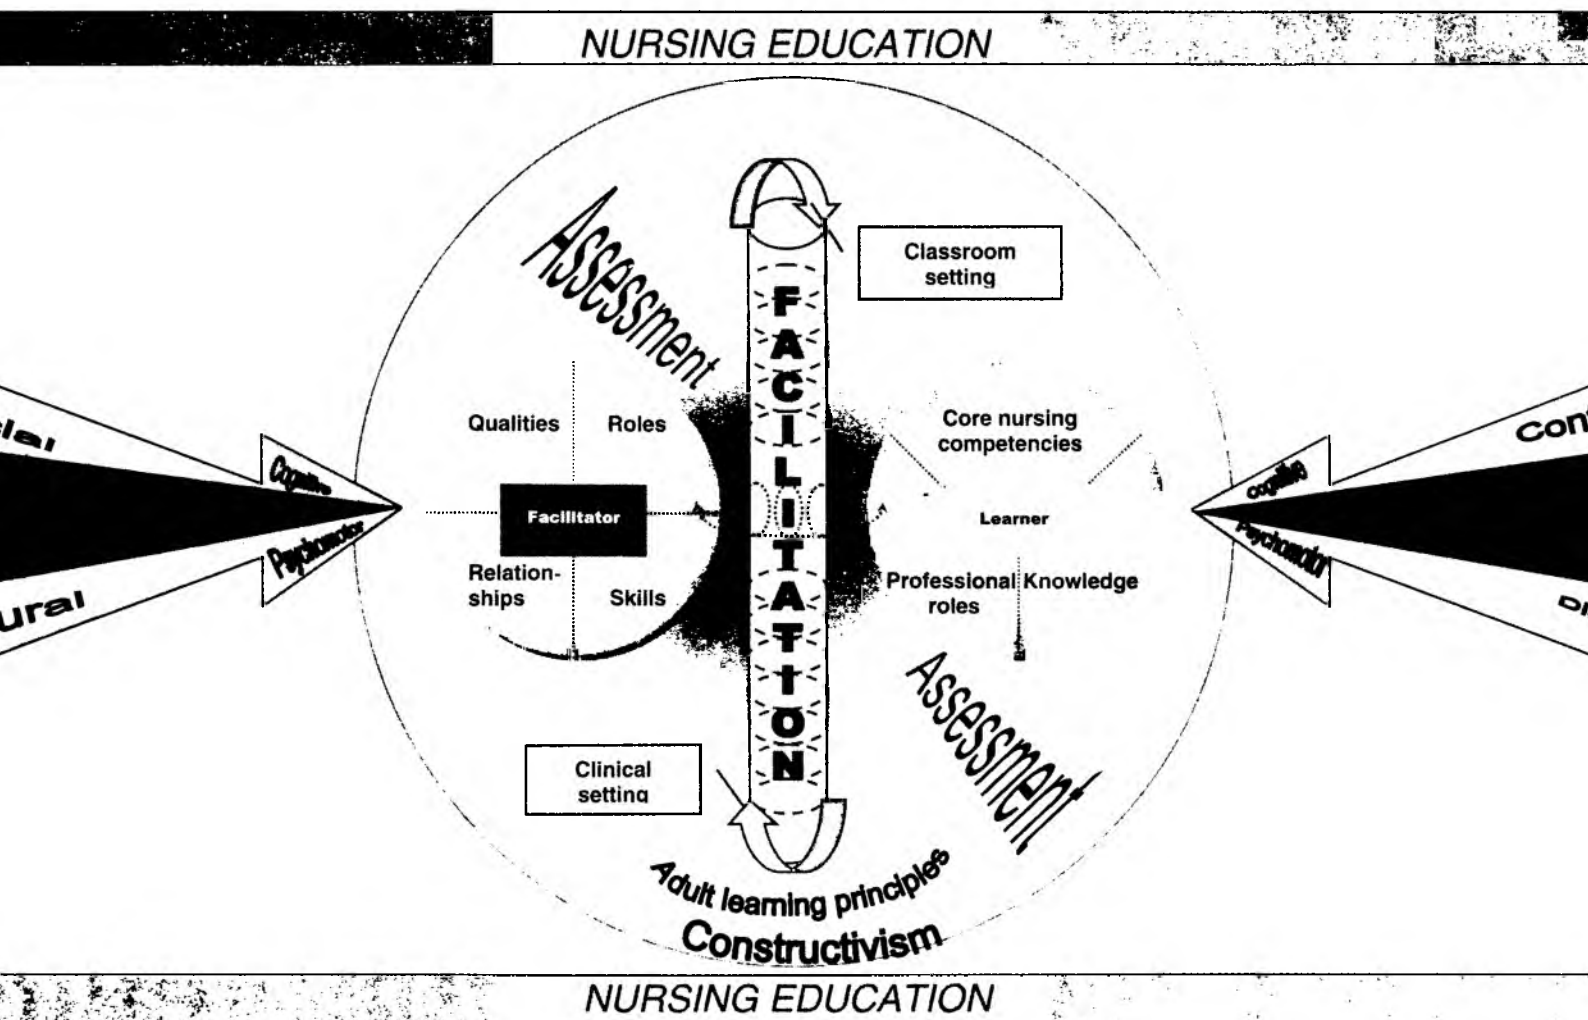 NURSING EDUCATION
Assessment
Classroom
setting
FACILITATION
Qualities
Roles
Core nursing
competencies
Cognitive
Psychomotor
Facilitator
Learner
Cognitive
Psychomotor
Relation-
ships
Skills
Professional
roles
Knowledge
ural
Clinical
setting
Assessment
Adult learning principles
Constructivism
NURSING EDUCATION